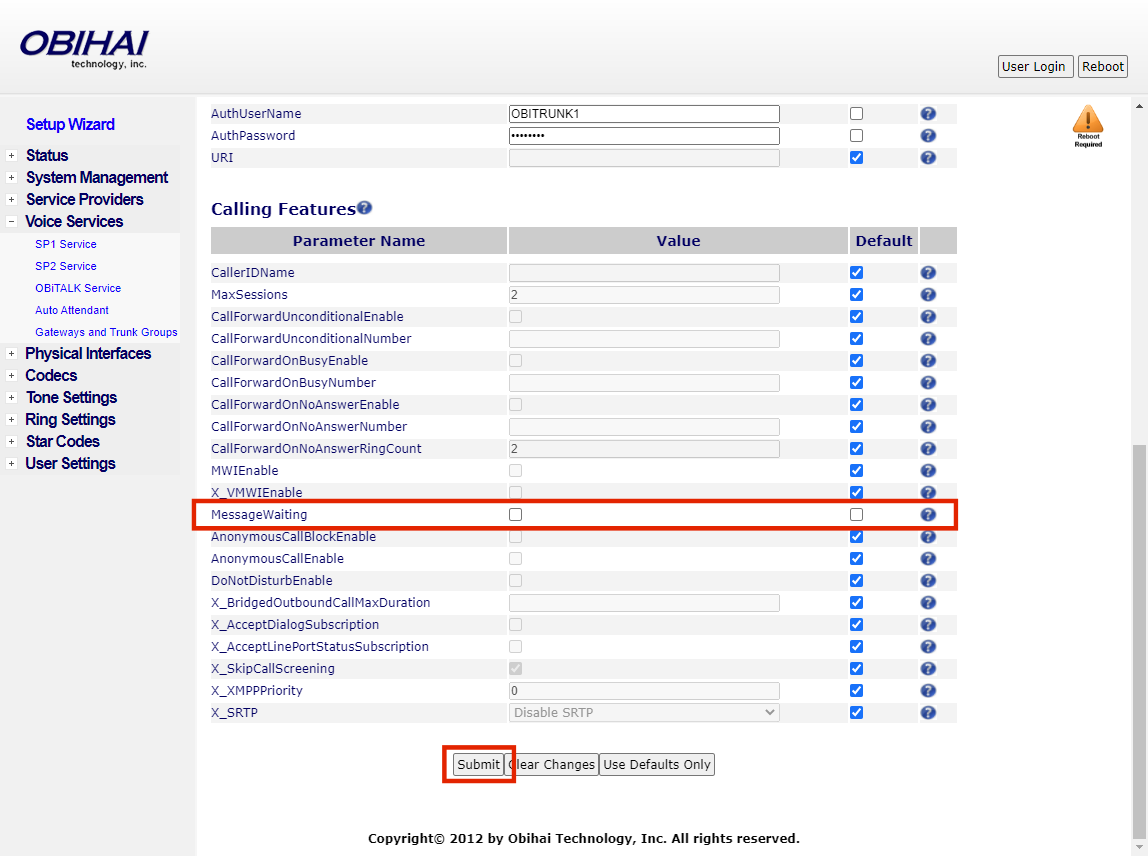 OBIHAI
technology, inc.
User Login Reboot
Setup Wizard
Status
System Management
Service Providers
Voice Services
SP1 Service
SP2 Service
OBiTALK Service
Auto Attendant
Gateways and Trunk Groups
Physical Interfaces
Codecs
Tone Settings
Ring Settings
Star Codes
User Settings
Reboot
Required
AuthUserName OBITRUNK1
AuthPassword ••••••••
URI
Calling Features
Parameter Name Value Default
CallerIDName
MaxSessions 2
CallForwardUnconditionalEnable
CallForwardUnconditionalNumber
CallForwardOnBusyEnable
CallForwardOnBusyNumber
CallForwardOnNoAnswerEnable
CallForwardOnNoAnswerNumber
CallForwardOnNoAnswerRingCount 2
MWIEnable
X_VMWIEnable
MessageWaiting
AnonymousCallBlockEnable
AnonymousCallEnable
DoNotDisturbEnable
X_BridgedOutboundCallMaxDuration
X_AcceptDialogSubscription
X_AcceptLinePortStatusSubscription
X_SkipCallScreening
X_XMPPPriority 0
X_SRTP Disable SRTP
Submit Clear Changes Use Defaults Only
Copyright© 2012 by Obihai Technology, Inc. All rights reserved.